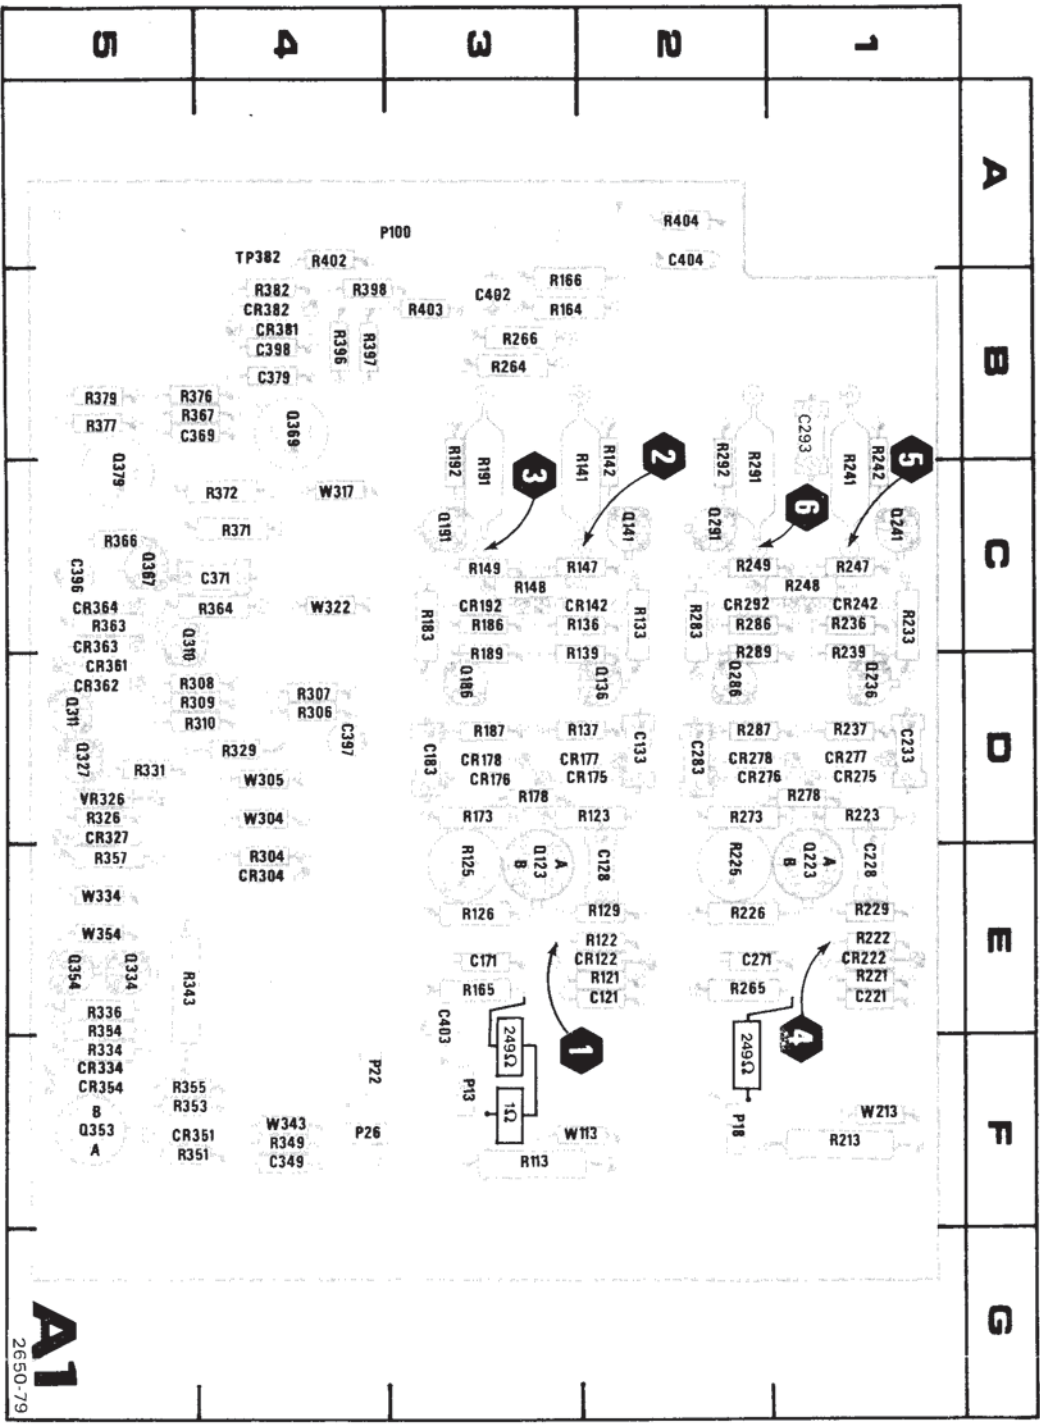 5 4 3 2 1
A
R404
P100
TP382 R402 C404
R382 R398 C402 R166
CR382 R403 R164
CR381 R396 R397 R266
C398 R264
C379
B
R379 R376
R367
R377 C369 Q369 C293
Q379 R192 R191 R141 R142 R292 R291 R241 R242
3 2 6 5
R372 W317
R371 Q191 Q141 Q291 Q241
R366
C396 Q367 C371 R149 R147 R249 R247
R148 R248
C
CR364 R364 W322 CR192 CR142 CR292 CR242
R363 R183 R186 R136 R133 R283 R286 R236 R233
CR363 Q310 R189 R139 R289 R239
CR361
CR362 R308 R307 Q186 Q136 Q286 Q236
R309 R306
Q311 R310 C397 R187 R137 R287 R237
Q327 R329 C183 CR178 CR177 C133 C283 CR278 CR277 C233
R331 W305 CR176 CR175 CR276 CR275
D
VR326 R178 R278
R326 W304 R173 R123 R273 R223
CR327
R357 R304 R125 A Q123 B C128 R225 A Q223 B C228
CR304
W334 R126 R129 R226 R229
W354 R122 R222
E
Q354 Q334 R343 C171 CR122 C271 CR222
R165 R121 R265 R221
C121 C221
R336 C403
R354 249Ω 1 249Ω 4
R334
CR334 P22
CR354 R355 P13 1Ω
R353
B W343 P26 P18 W213
Q353 CR351 R349 W113 R213
A R351 C349 R113
F
G
A1
2650-79